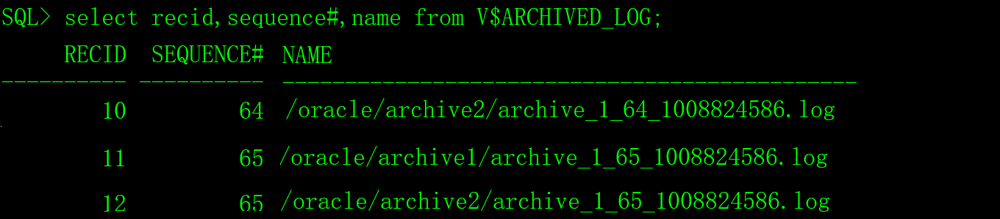 SQL> select recid,sequence#,name from V$ARCHIVED_LOG;
RECID SEQUENCE# NAME
---------- ---------- ----------------------------------------------
10 64 /oracle/archive2/archive_1_64_1008824586.log
11 65 /oracle/archive1/archive_1_65_1008824586.log
12 65 /oracle/archive2/archive_1_65_1008824586.log